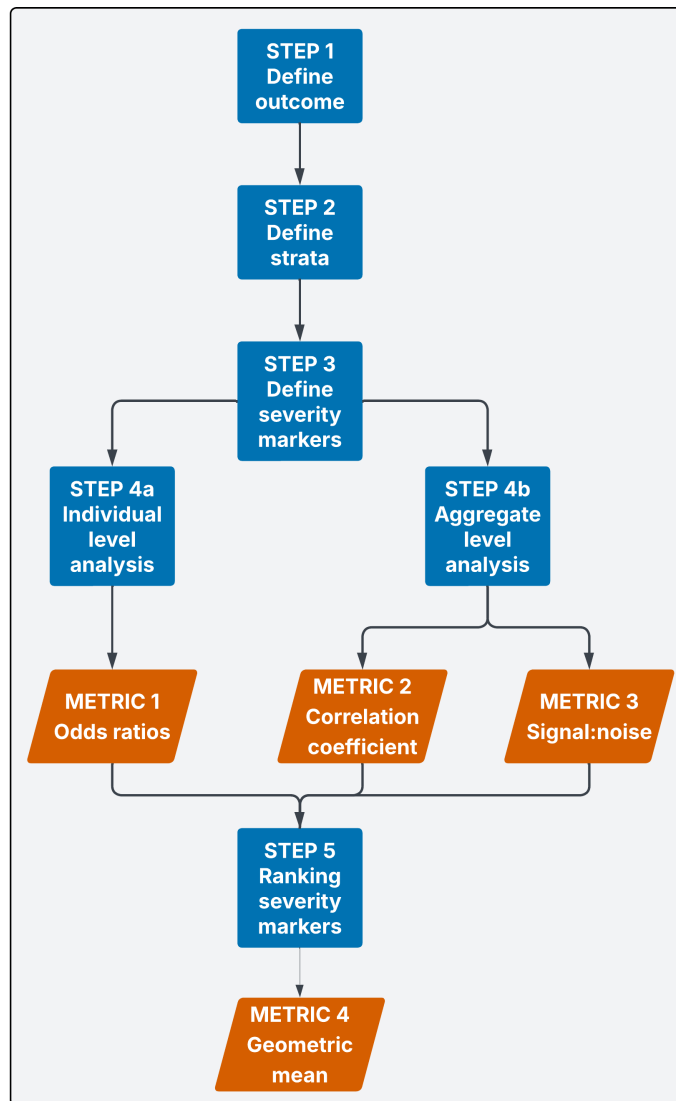 STEP 1
Define
outcome
STEP 2
Define
strata
STEP 3
Define
severity
markers
STEP 4a
Individual
level
analysis
STEP 4b
Aggregate
level
analysis
METRIC 1
Odds ratios
METRIC 2
Correlation
coefficient
METRIC 3
Signal:noise
STEP 5
Ranking
severity
markers
METRIC 4
Geometric
mean